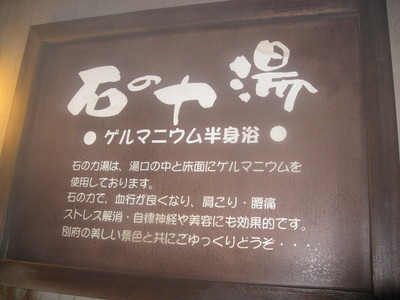 石の力湯
● ゲルマニウム半身浴 ●
石の力湯は、湯口の中と床面にゲルマニウムを
使用しております。
石の力で、血行が良くなり、肩こり・腰痛
ストレス解消・自律神経や美容にも効果的です。
別府の美しい景色と共にごゆっくりどうぞ・・・